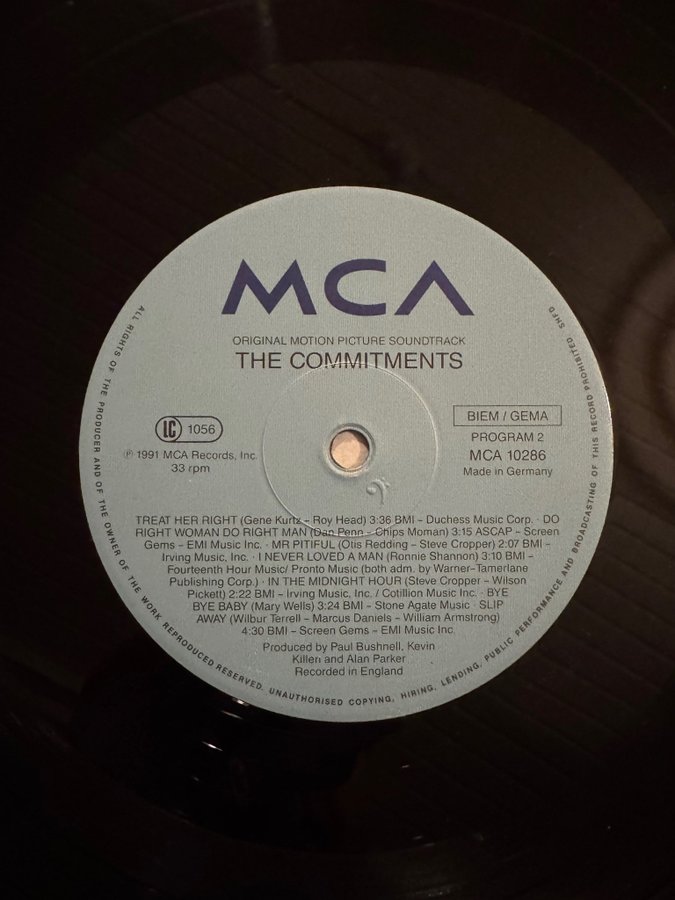 MCA
ORIGINAL MOTION PICTURE SOUNDTRACK
THE COMMITMENTS
LC 1056
℗ 1991 MCA Records, Inc.
33 rpm
BIEM / GEMA
PROGRAM 2
MCA 10286
Made in Germany
TREAT HER RIGHT (Gene Kurtz – Roy Head) 3:36 BMI – Duchess Music Corp. · DO
RIGHT WOMAN DO RIGHT MAN (Dan Penn – Chips Moman) 3:15 ASCAP – Screen
Gems – EMI Music Inc. · MR PITIFUL (Otis Redding – Steve Cropper) 2:07 BMI –
Irving Music, Inc. · I NEVER LOVED A MAN (Ronnie Shannon) 3:10 BMI –
Fourteenth Hour Music/ Pronto Music (both adm. by Warner-Tamerlane
Publishing Corp.) · IN THE MIDNIGHT HOUR (Steve Cropper – Wilson
Pickett) 2:22 BMI – Irving Music, Inc. / Cotillion Music Inc. · BYE
BYE BABY (Mary Wells) 3:24 BMI – Stone Agate Music · SLIP
AWAY (Wilbur Terrell – Marcus Daniels – William Armstrong)
4:30 BMI – Screen Gems – EMI Music Inc.
Produced by Paul Bushnell, Kevin
Killen and Alan Parker
Recorded in England
ALL RIGHTS OF THE PRODUCER AND OF THE OWNER OF THE WORK REPRODUCED RESERVED. UNAUTHORISED COPYING, HIRING, LENDING, PUBLIC PERFORMANCE AND BROADCASTING OF THIS RECORD PROHIBITED SHFD